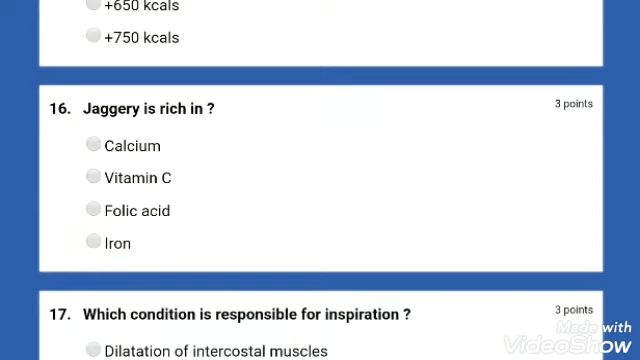 +650 kcals
+750 kcals
16. Jaggery is rich in ?
3 points
Calcium
Vitamin C
Folic acid
Iron
17. Which condition is responsible for inspiration ?
3 points
Dilatation of intercostal muscles
Made with
VideoShow